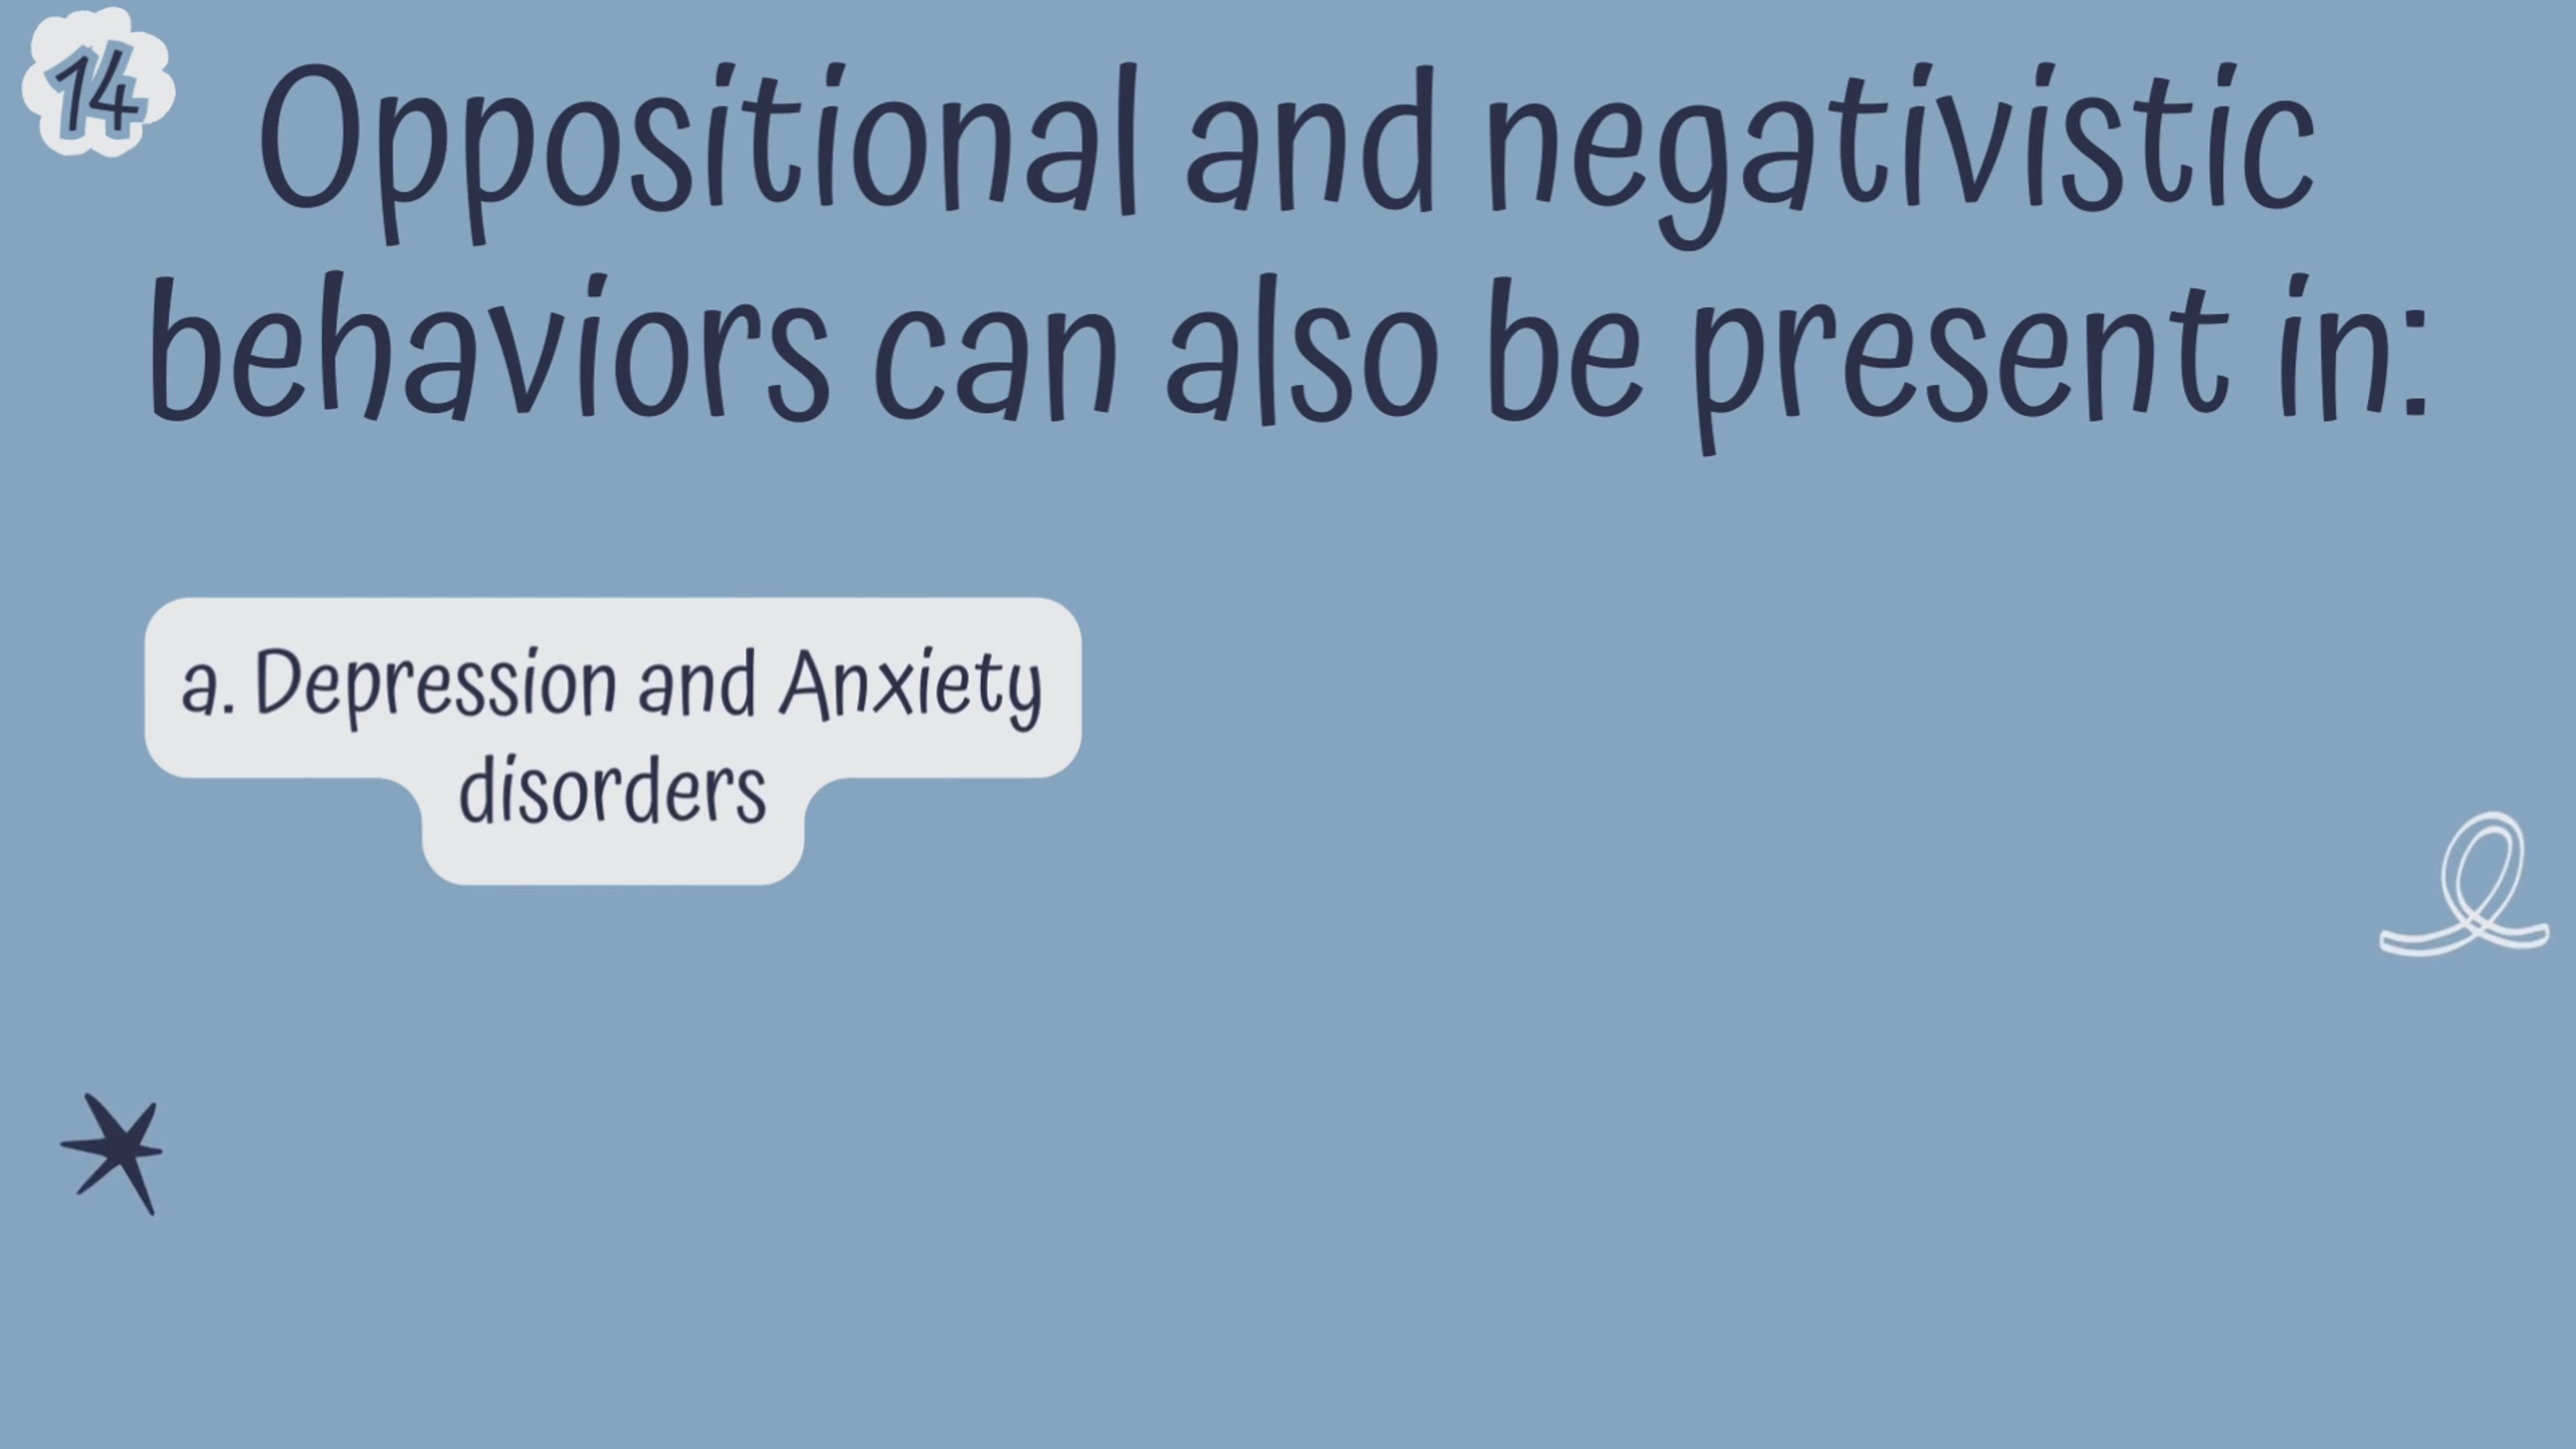 14
Oppositional and negativistic
behaviors can also be present in:
a. Depression and Anxiety
disorders